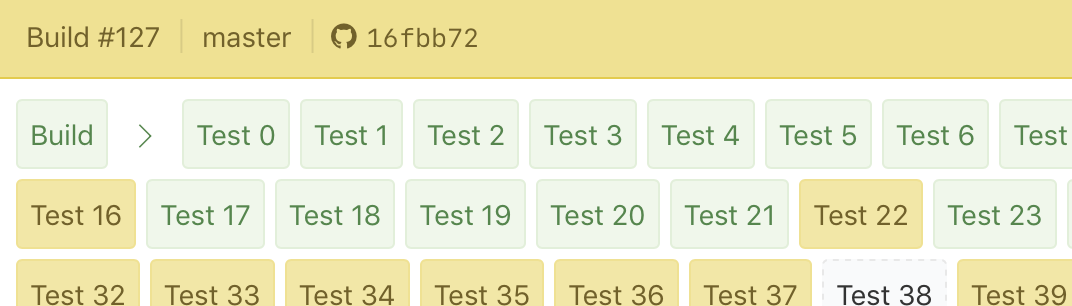 Build #127 master 16fbb72
Build Test 0 Test 1 Test 2 Test 3 Test 4 Test 5 Test 6 Test
Test 16 Test 17 Test 18 Test 19 Test 20 Test 21 Test 22 Test 23
Test 32 Test 33 Test 34 Test 35 Test 36 Test 37 Test 38 Test 39